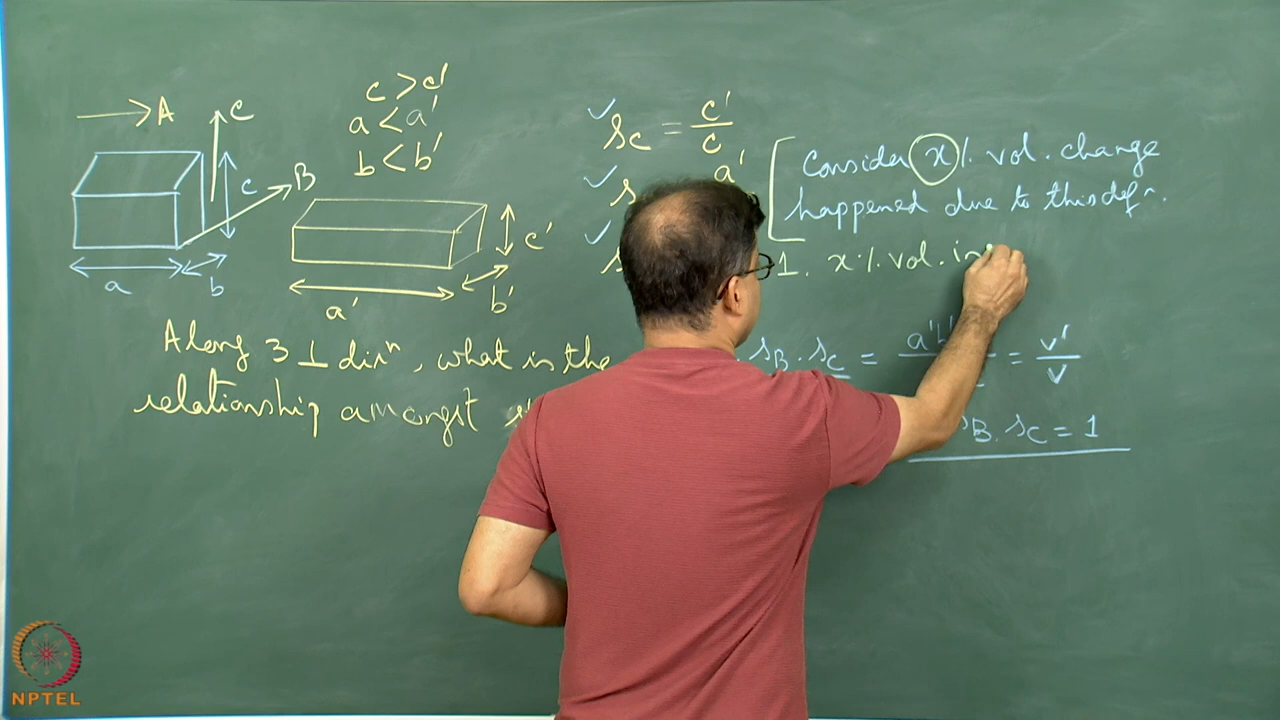 A
C
c
B
a
b
c > c'
a < a'
b < b'
c'
a'
b'
Along 3 ⊥ dirⁿ, what is the
relationship amongst
s_C = c'/c
a'
Consider x% vol. change
happened due to this defⁿ.
1. x% vol. in
s_B . s_C = a'b' = v'/v
s_B . s_C = 1
NPTEL